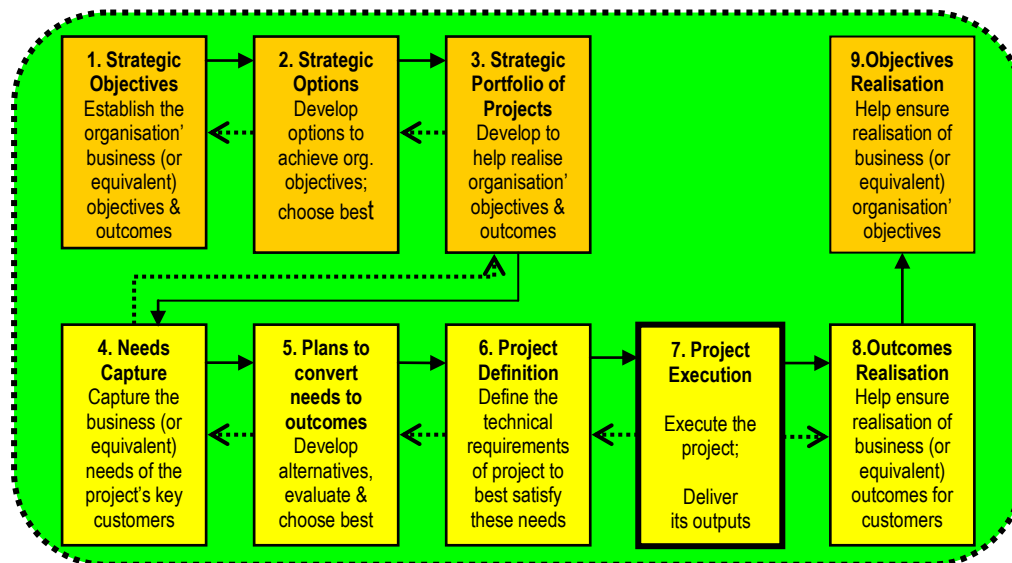 1. Strategic
Objectives
Establish the
organisation'
business (or
equivalent)
objectives &
outcomes
2. Strategic
Options
Develop
options to
achieve org.
objectives;
choose best
3. Strategic
Portfolio of
Projects
Develop to
help realise
organisation'
objectives &
outcomes
9.Objectives
Realisation
Help ensure
realisation of
business (or
equivalent)
organisation'
objectives
4. Needs
Capture
Capture the
business (or
equivalent)
needs of the
project's key
customers
5. Plans to
convert
needs to
outcomes
Develop
alternatives,
evaluate &
choose best
6. Project
Definition
Define the
technical
requirements
of project to
best satisfy
these needs
7. Project
Execution
Execute the
project;
Deliver
its outputs
8.Outcomes
Realisation
Help ensure
realisation of
business (or
equivalent)
outcomes for
customers